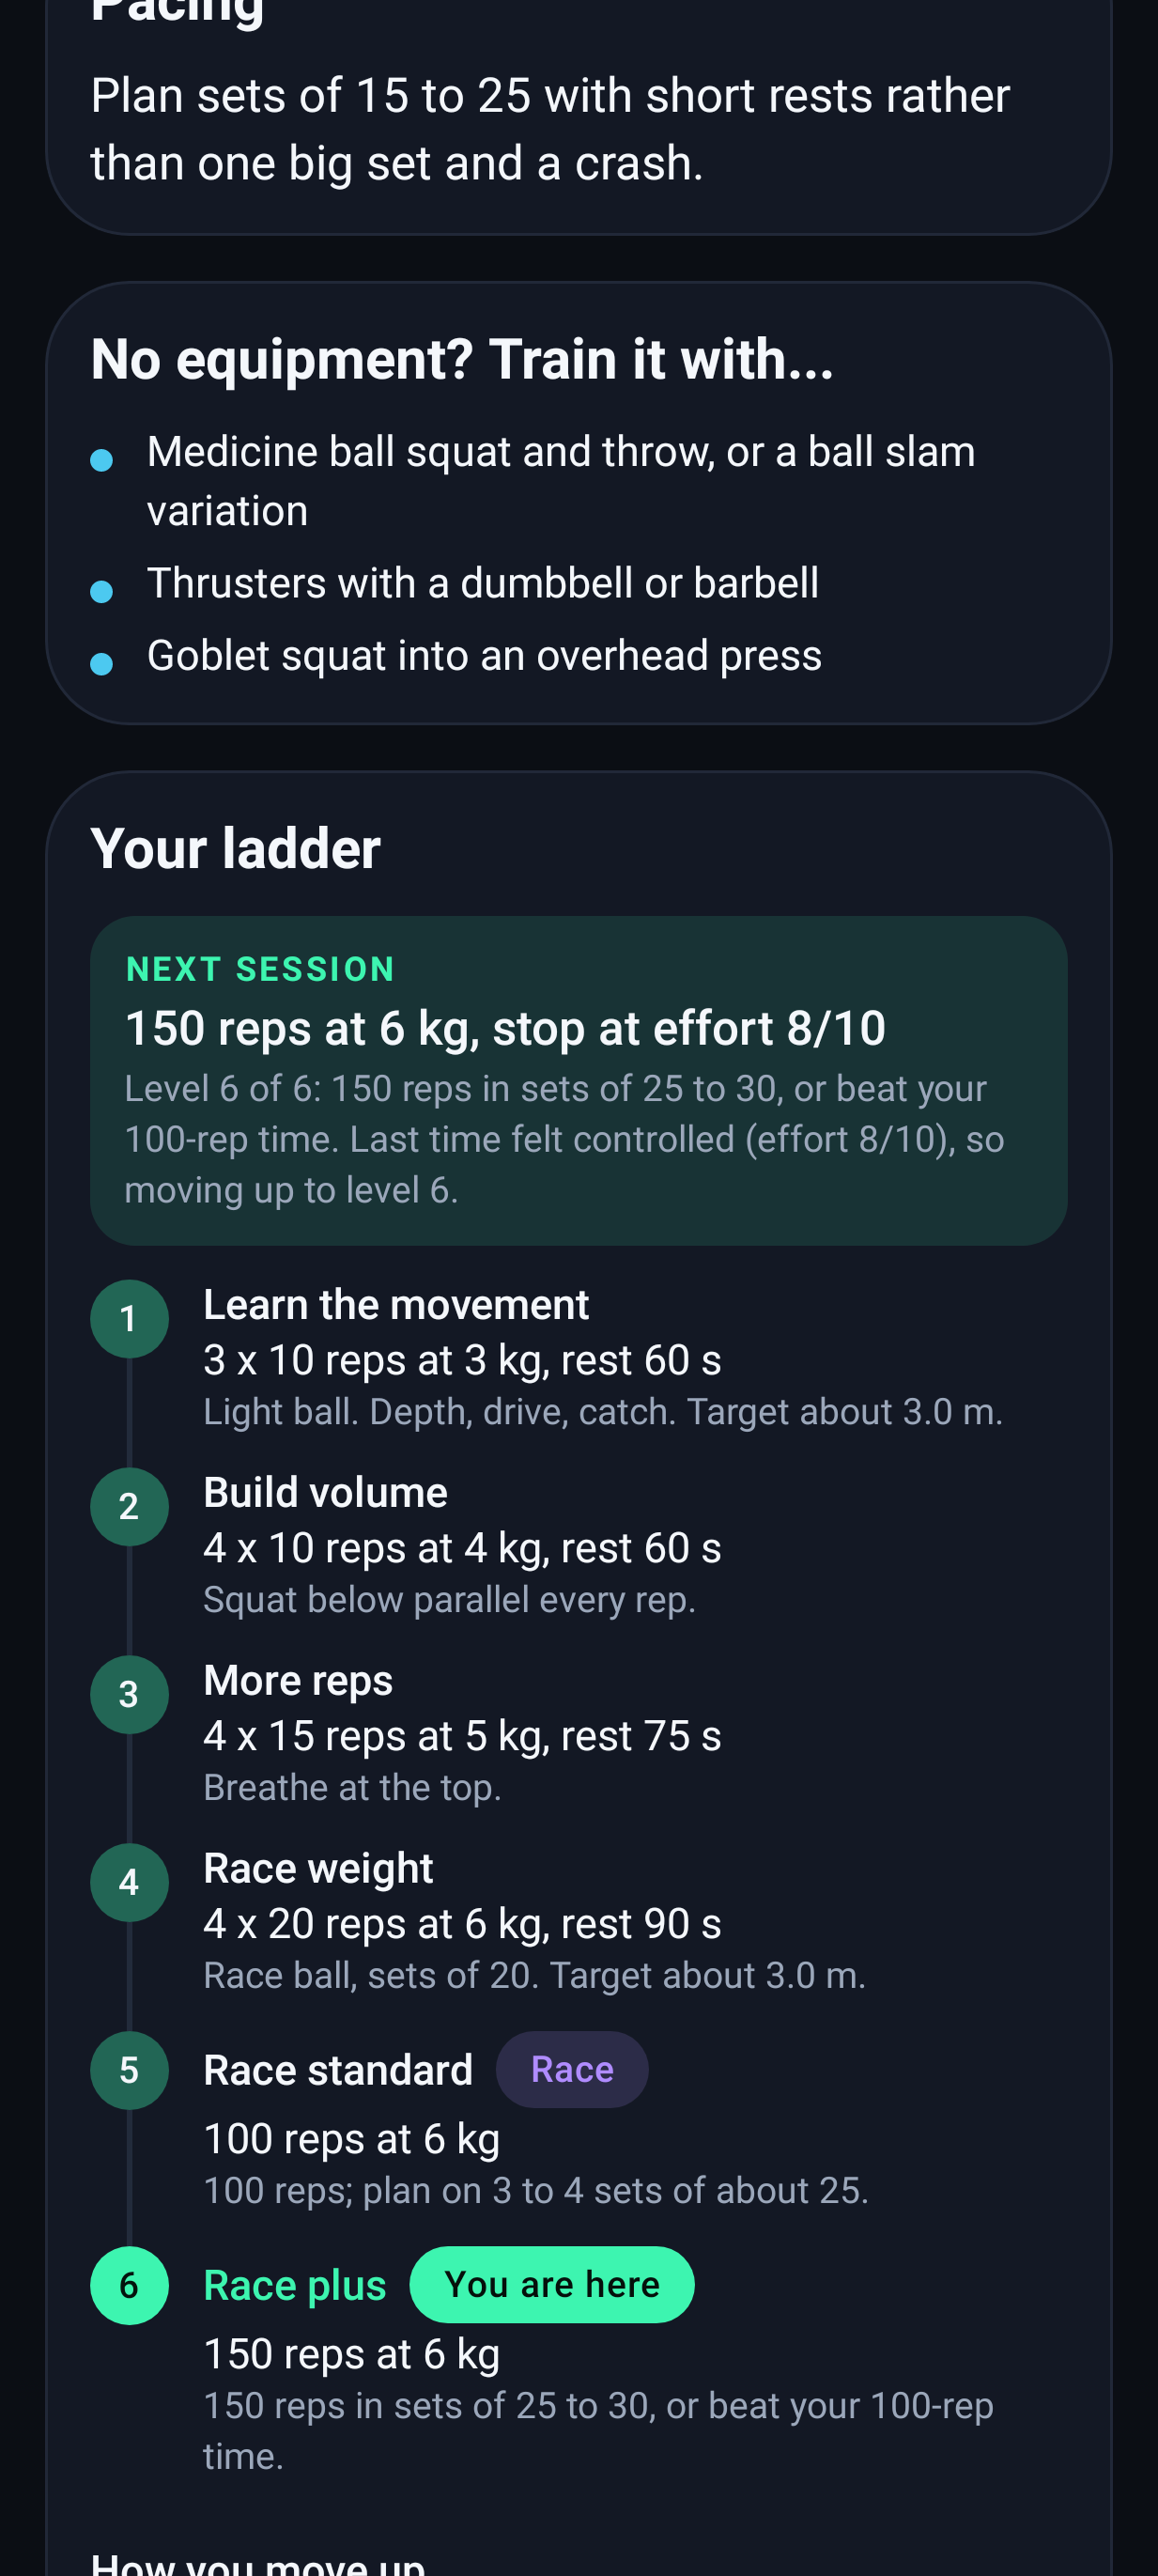 Pacing
Plan sets of 15 to 25 with short rests rather
than one big set and a crash.
No equipment? Train it with...
Medicine ball squat and throw, or a ball slam
variation
Thrusters with a dumbbell or barbell
Goblet squat into an overhead press
Your ladder
NEXT SESSION
150 reps at 6 kg, stop at effort 8/10
Level 6 of 6: 150 reps in sets of 25 to 30, or beat your
100-rep time. Last time felt controlled (effort 8/10), so
moving up to level 6.
1 Learn the movement
3 x 10 reps at 3 kg, rest 60 s
Light ball. Depth, drive, catch. Target about 3.0 m.
2 Build volume
4 x 10 reps at 4 kg, rest 60 s
Squat below parallel every rep.
3 More reps
4 x 15 reps at 5 kg, rest 75 s
Breathe at the top.
4 Race weight
4 x 20 reps at 6 kg, rest 90 s
Race ball, sets of 20. Target about 3.0 m.
5 Race standard Race
100 reps at 6 kg
100 reps; plan on 3 to 4 sets of about 25.
6 Race plus You are here
150 reps at 6 kg
150 reps in sets of 25 to 30, or beat your 100-rep
time.
How you move up